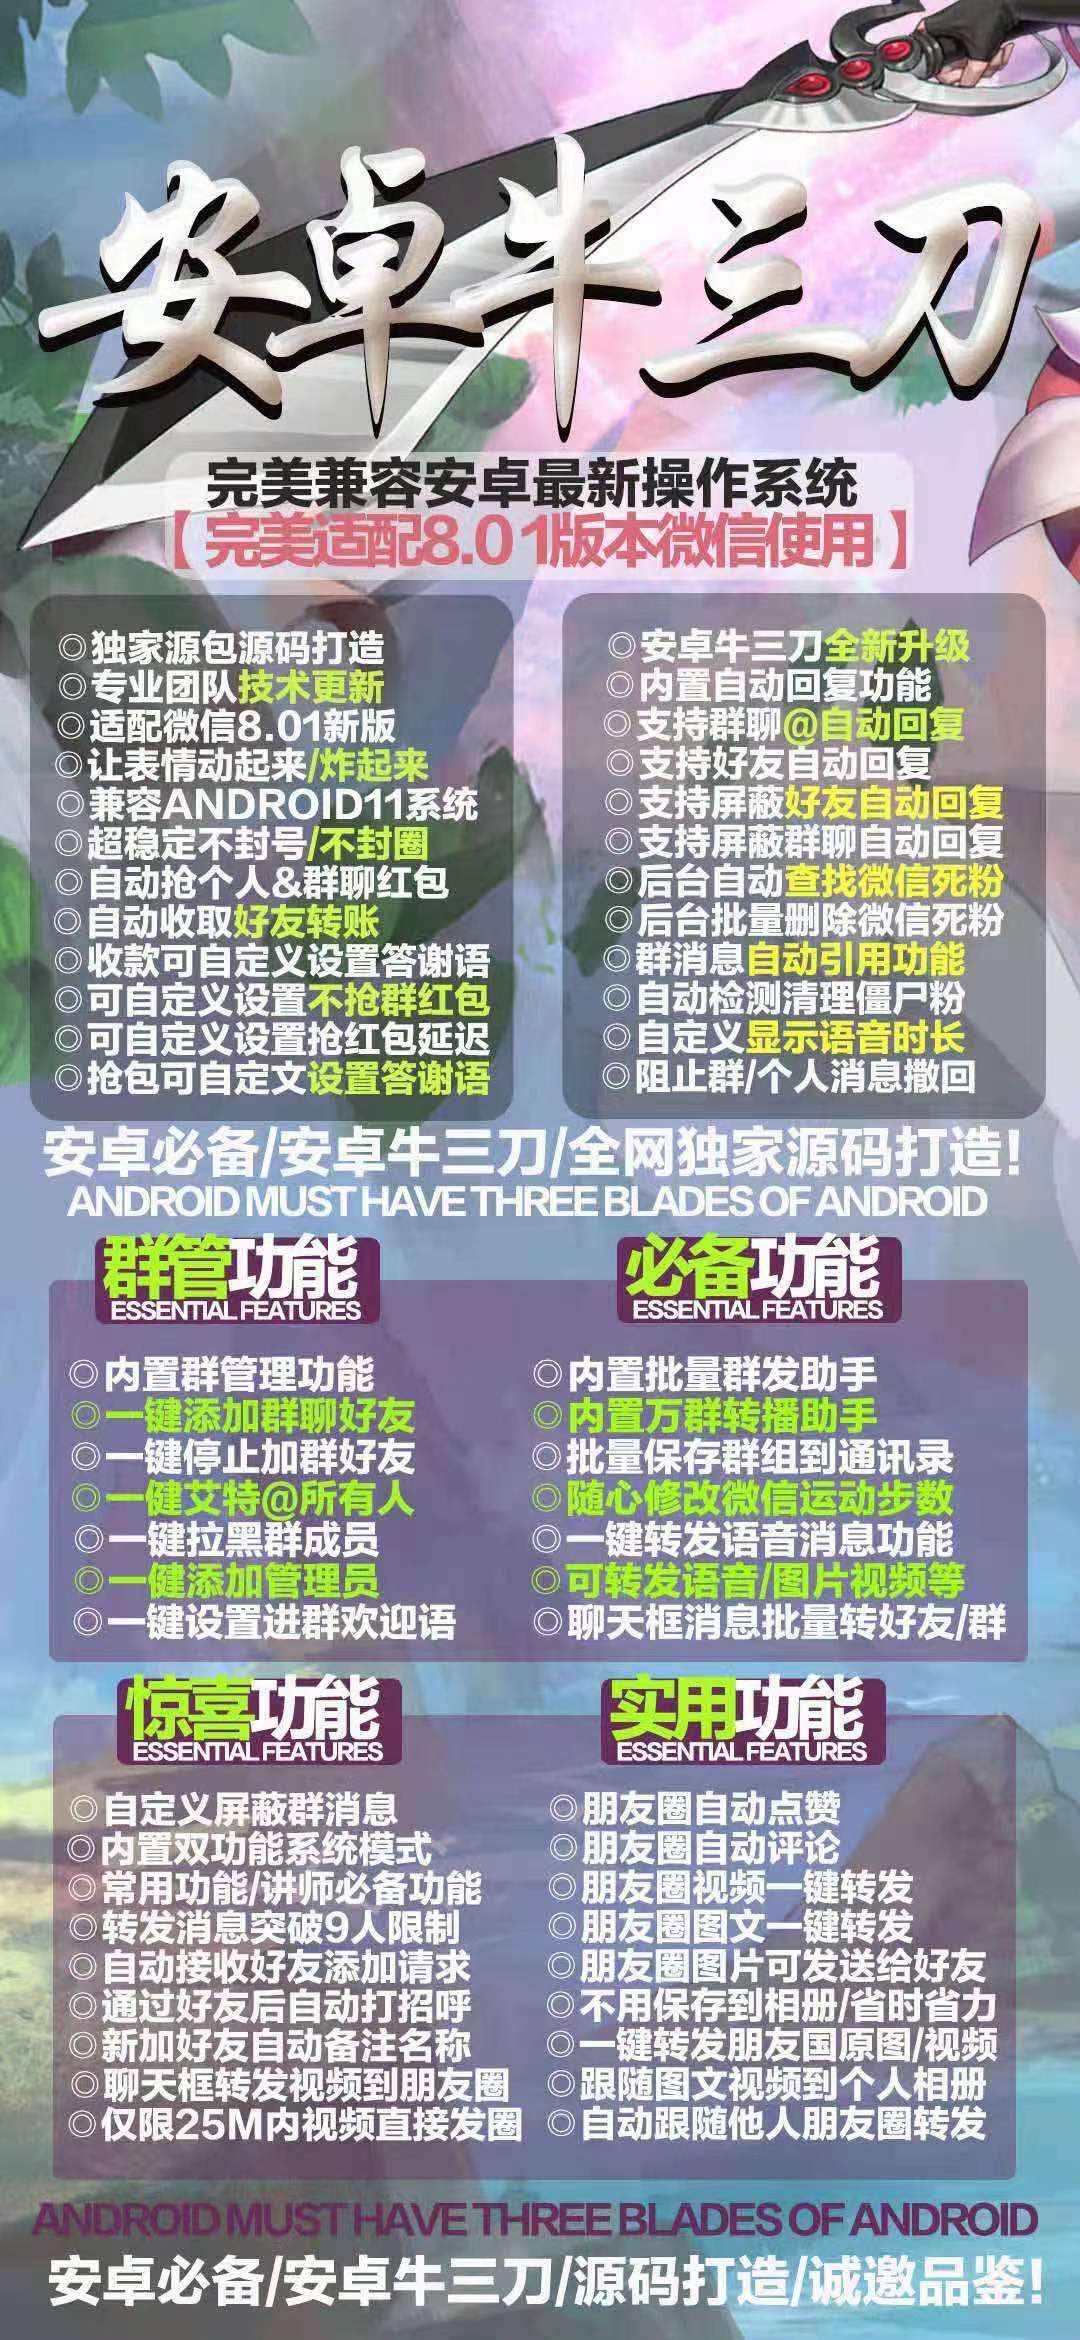 安卓牛三刀
完美兼容安卓最新操作系统
【完美适配8.01版本微信使用】
◎独家源包源码打造
◎专业团队技术更新
◎适配微信8.01新版
◎让表情动起来/炸起来
◎兼容ANDROID11系统
◎超稳定不封号/不封圈
◎自动抢个人&群聊红包
◎自动收取好友转账
◎收款可自定义设置答谢语
◎可自定义设置不抢群红包
◎可自定义设置抢红包延迟
◎抢包可自定文设置答谢语
◎安卓牛三刀全新升级
◎内置自动回复功能
◎支持群聊@自动回复
◎支持好友自动回复
◎支持屏蔽好友自动回复
◎支持屏蔽群聊自动回复
◎后台自动查找微信死粉
◎后台批量删除微信死粉
◎群消息自动引用功能
◎自动检测清理僵尸粉
◎自定义显示语音时长
◎阻止群/个人消息撒回
安卓必备/安卓牛三刀/全网独家源码打造!
ANDROID MUST HAVE THREE BLADES OF ANDROID
群管功能
ESSENTIAL FEATURES
◎内置群管理功能
◎一键添加群聊好友
◎一键停止加群好友
◎一健艾特@所有人
◎一键拉黑群成员
◎一健添加管理员
◎一键设置进群欢迎语
必备功能
ESSENTIAL FEATURES
◎内置批量群发助手
◎内置万群转播助手
◎批量保存群组到通讯录
◎随心修改微信运动步数
◎一键转发语音消息功能
◎可转发语音/图片视频等
◎聊天框消息批量转好友/群
惊喜功能
ESSENTIAL FEATURES
◎自定义屏蔽群消息
◎内置双功能系统模式
◎常用功能/讲师必备功能
◎转发消息突破9人限制
◎自动接收好友添加请求
◎通过好友后自动打招呼
◎新加好友自动备注名称
◎聊天框转发视频到朋友圈
◎仅限25M内视频直接发圈
实用功能
ESSENTIAL FEATURES
◎朋友圈自动点赞
◎朋友圈自动评论
◎朋友圈视频一键转发
◎朋友圈图文一键转发
◎朋友圈图片可发送给好友
◎不用保存到相册/省时省力
◎一键转发朋友国原图/视频
◎跟随图文视频到个人相册
◎自动跟随他人朋友圈转发
ANDROID MUST HAVE THREE BLADES OF ANDROID
安卓必备/安卓牛三刀/源码打造/诚邀品鉴!